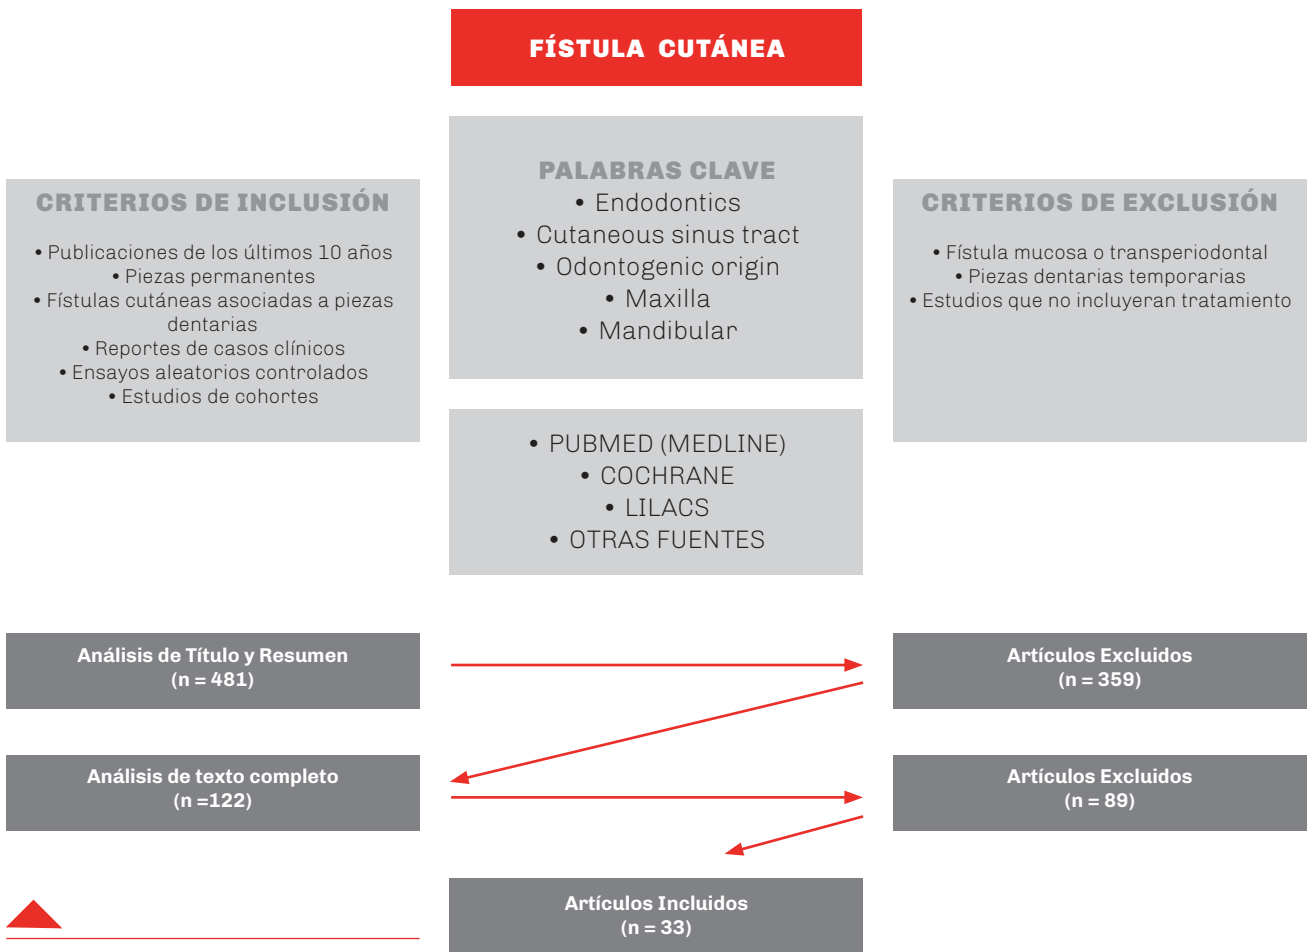 FÍSTULA CUTÁNEA
PALABRAS CLAVE
• Endodontics
• Cutaneous sinus tract
• Odontogenic origin
• Maxilla
• Mandibular
CRITERIOS DE INCLUSIÓN
• Publicaciones de los últimos 10 años
• Piezas permanentes
• Fístulas cutáneas asociadas a piezas
dentarias
• Reportes de casos clínicos
• Ensayos aleatorios controlados
• Estudios de cohortes
CRITERIOS DE EXCLUSIÓN
• Fístula mucosa o transperiodontal
• Piezas dentarias temporarias
• Estudios que no incluyeran tratamiento
• PUBMED (MEDLINE)
• COCHRANE
• LILACS
• OTRAS FUENTES
Análisis de Título y Resumen
(n = 481)
Artículos Excluidos
(n = 359)
Análisis de texto completo
(n =122)
Artículos Excluidos
(n = 89)
Artículos Incluidos
(n = 33)